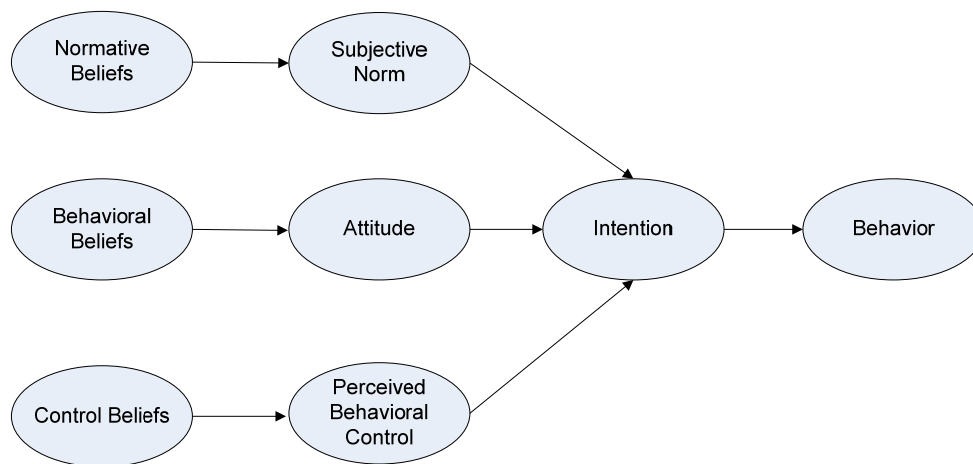 Normative
Beliefs
Subjective
Norm
Behavioral
Beliefs
Attitude
Intention
Behavior
Control Beliefs
Perceived
Behavioral
Control